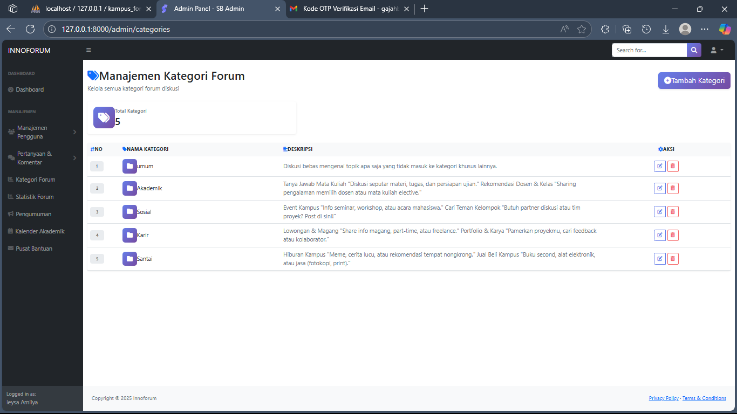 localhost / 127.0.0.1 / kampus_for
Admin Panel - SB Admin
Kode OTP Verifikasi Email - gajah
127.0.0.1:8000/admin/categories
INNOFORUM
Search for...
DASHBOARD
Dashboard
MANAJEMEN
Manajemen Pengguna
Pertanyaan & Komentar
Kategori Forum
Statistik Forum
Pengumuman
Kalender Akademik
Pusat Bantuan
Logged in as:
Manajemen Kategori Forum
Kelola semua kategori forum diskusi
Tambah Kategori
Total Kategori
5
#NO NAMA KATEGORI DESKRIPSI AKSI
1 umum Diskusi bebas mengenai topik apa saja yang tidak masuk ke kategori khusus lainnya.
2 Akademik Tanya Jawab Mata Kuliah "Diskusi seputar materi, tugas, dan persiapan ujian." Rekomendasi Dosen & Kelas "Sharing
pengalaman memilih dosen atau mata kuliah elective."
3 Sosial Event Kampus "Info seminar, workshop, atau acara mahasiswa." Cari Teman Kelompok "Butuh partner diskusi atau tim
proyek? Post di sini!"
4 Karir Lowongan & Magang "Share info magang, part-time, atau freelance." Portfolio & Karya "Pamerkan proyekmu, cari feedback
atau kolaborator."
5 Santai Hiburan Kampus "Meme, cerita lucu, atau rekomendasi tempat nongkrong." Jual Beli Kampus "Buku second, alat elektronik,
atau jasa (fotokopi, print)."
Copyright © 2025 Innoforum
Privacy Policy · Terms & Conditions